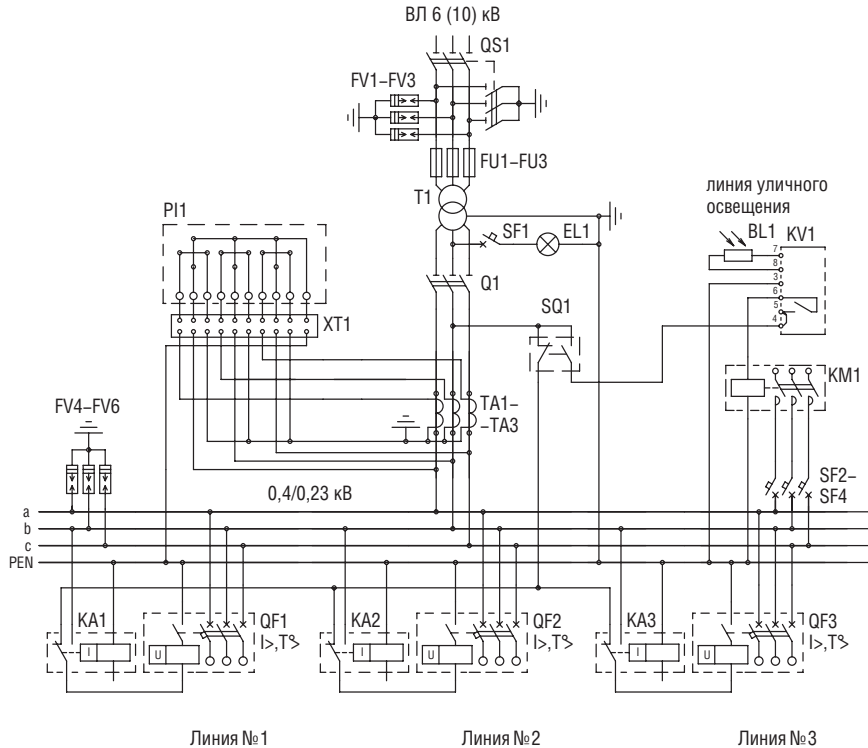 ВЛ 6 (10) кВ
QS1
FV1–FV3
FU1–FU3
T1
линия уличного
освещения
PI1
SF1
EL1
BL1
KV1
7
8
3
6
5
4
Q1
SQ1
XT1
KM1
FV4–FV6
TA1–
–TA3
SF2–
SF4
0,4/0,23 кВ
a
b
c
PEN
KA1
I
U
QF1
I>,T°>
KA2
I
U
QF2
I>,T°>
KA3
I
U
QF3
I>,T°>
Линия №1
Линия №2
Линия №3